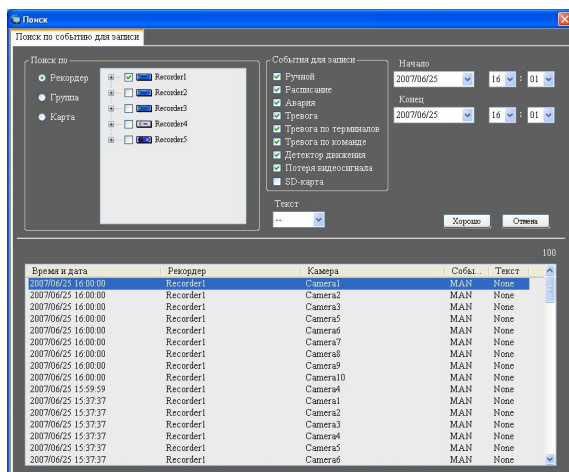 Поиск
Поиск по событию для записи
Поиск по
Рекордер
Группа
Карта
Recorder1
Recorder2
Recorder3
Recorder4
Recorder5
События для записи
Ручной
Расписание
Авария
Тревога
Тревога по терминалов
Тревога по команде
Детектор движения
Потеря видеосигнала
SD-карта
Текст
--
Начало
2007/06/25 16 : 01
Конец
2007/06/25 16 : 01
Хорошо Отмена
100
Время и дата Рекордер Камера Собы... Текст
2007/06/25 16:00:00 Recorder1 Camera1 MAN None
2007/06/25 16:00:00 Recorder1 Camera2 MAN None
2007/06/25 16:00:00 Recorder1 Camera3 MAN None
2007/06/25 16:00:00 Recorder1 Camera5 MAN None
2007/06/25 16:00:00 Recorder1 Camera6 MAN None
2007/06/25 16:00:00 Recorder1 Camera7 MAN None
2007/06/25 16:00:00 Recorder1 Camera8 MAN None
2007/06/25 16:00:00 Recorder1 Camera9 MAN None
2007/06/25 16:00:00 Recorder1 Camera10 MAN None
2007/06/25 15:59:59 Recorder1 Camera4 MAN None
2007/06/25 15:37:37 Recorder1 Camera1 MAN None
2007/06/25 15:37:37 Recorder1 Camera2 MAN None
2007/06/25 15:37:37 Recorder1 Camera3 MAN None
2007/06/25 15:37:37 Recorder1 Camera4 MAN None
2007/06/25 15:37:37 Recorder1 Camera5 MAN None
2007/06/25 15:37:37 Recorder1 Camera6 MAN None